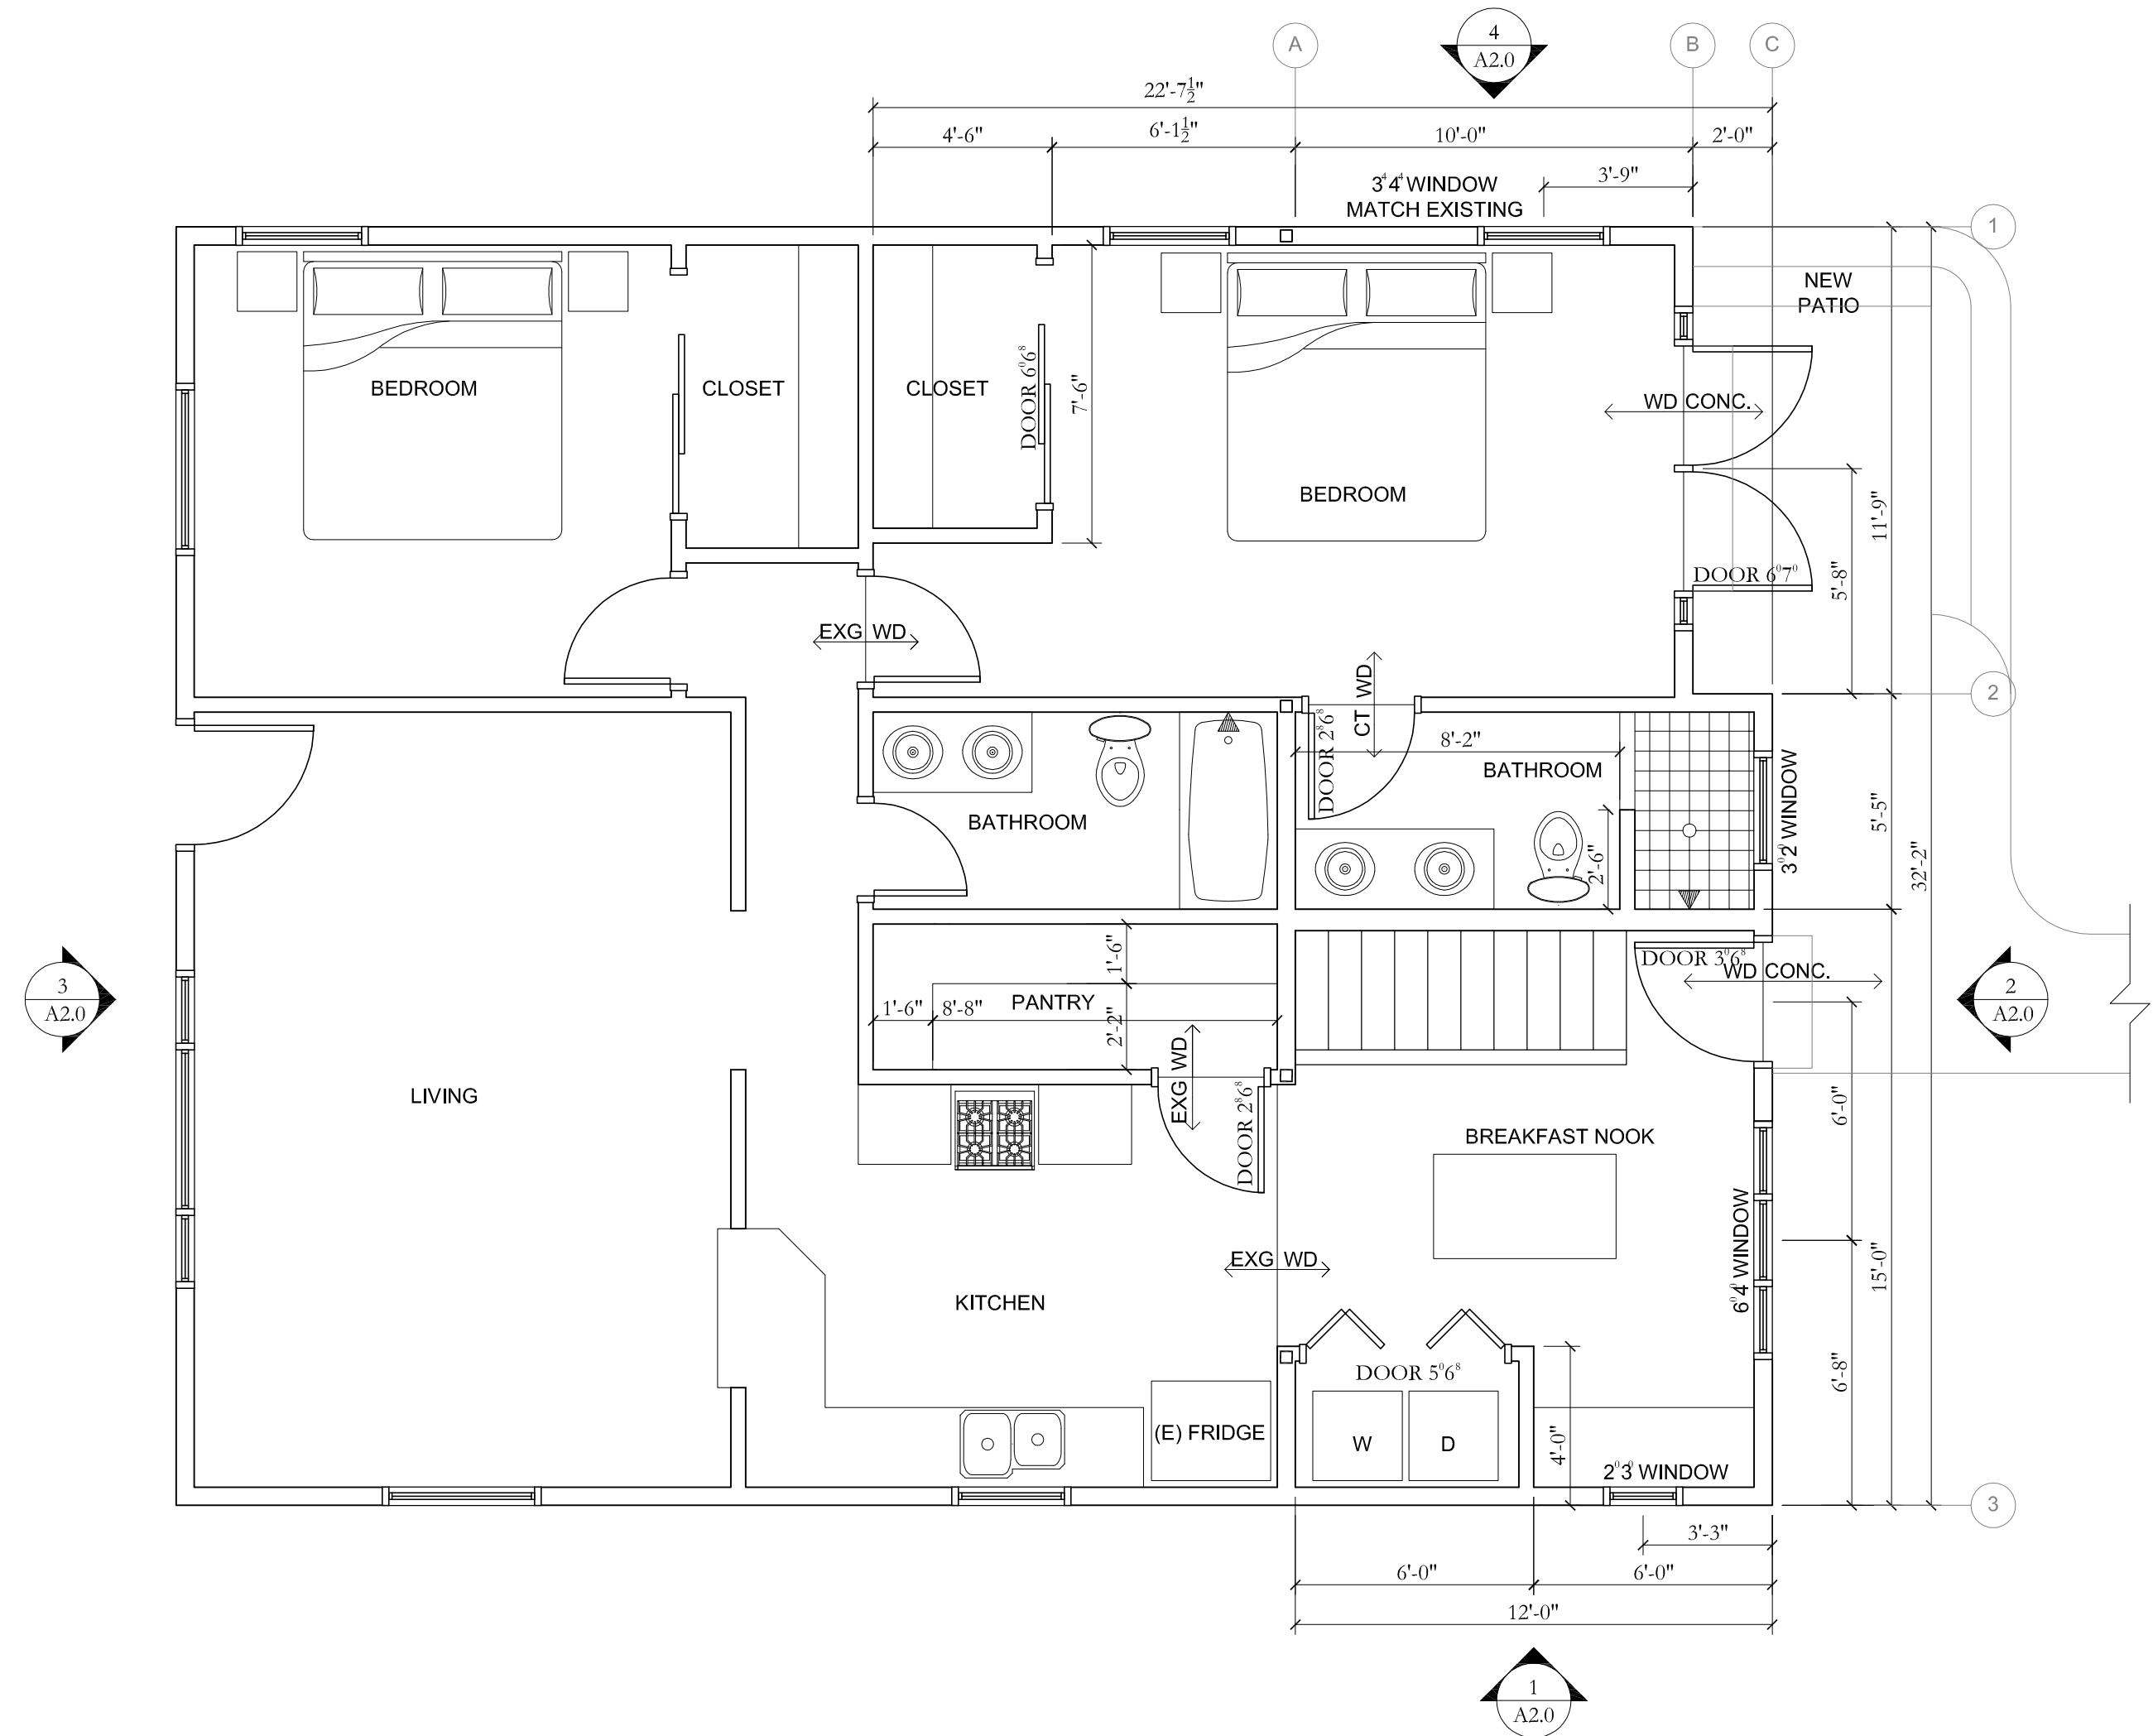 4
A2.0
A
B
C
22'-7½"
4'-6"
6'-1½"
10'-0"
2'-0"
3'-9"
3⁴4⁴ WINDOW
MATCH EXISTING
1
NEW
PATIO
BEDROOM
CLOSET
CLOSET
DOOR 6⁰6⁸
7'-6"
BEDROOM
WD CONC.
11'-9"
5'-8"
DOOR 6⁰7⁰
EXG WD
CT WD
2
DOOR 2⁸6⁸
8'-2"
BATHROOM
BATHROOM
2'-6"
3⁰2⁰ WINDOW
5'-5"
32'-2"
3
A2.0
1'-6"
1'-6"
8'-8"
PANTRY
2'-2"
EXG WD
DOOR 2⁸6⁸
DOOR 3⁰6⁸
WD CONC.
2
A2.0
LIVING
BREAKFAST NOOK
6'-0"
6⁰4⁰ WINDOW
EXG WD
15'-0"
KITCHEN
DOOR 5⁰6⁸
6'-8"
(E) FRIDGE
W
D
4'-0"
2⁰3⁰ WINDOW
3
3'-3"
6'-0"
6'-0"
12'-0"
1
A2.0